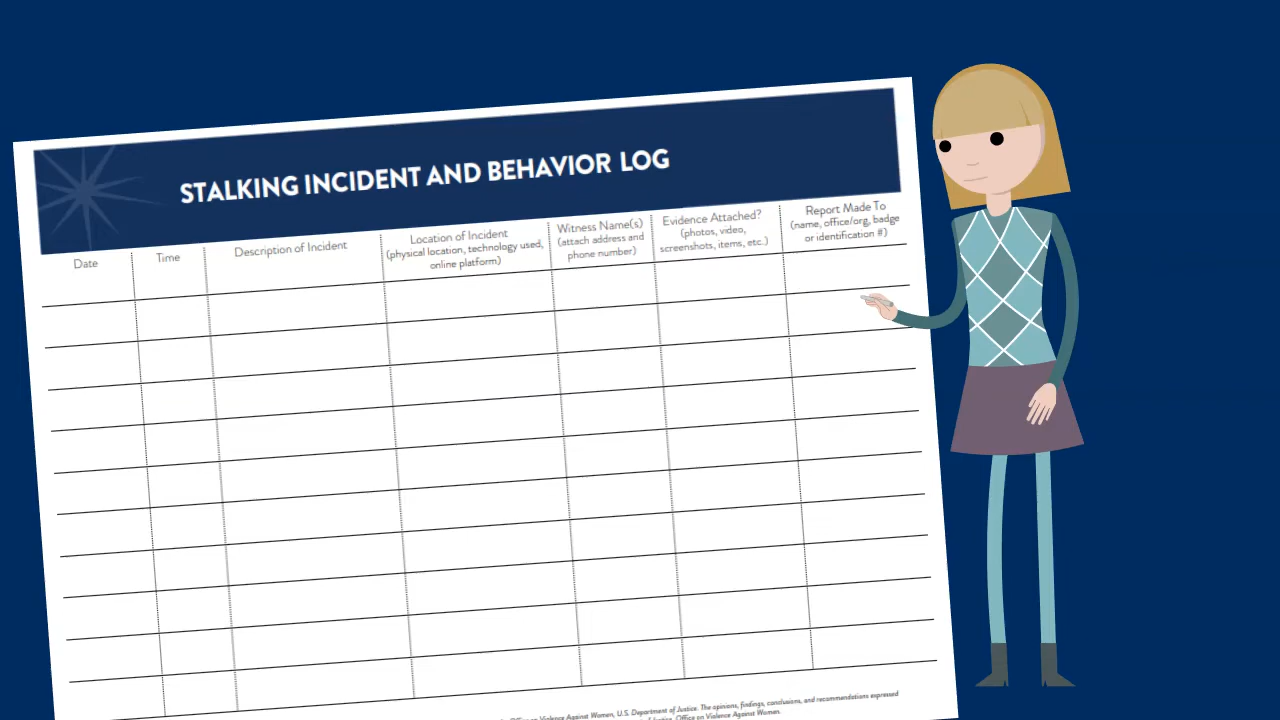 STALKING INCIDENT AND BEHAVIOR LOG
Date
Time
Description of Incident
Location of Incident
(physical location, technology used,
online platform)
Witness Name(s)
(attach address and
phone number)
Evidence Attached?
(photos, video,
screenshots, items, etc.)
Report Made To
(name, office/org, badge
or identification #)
on Violence Against Women, U.S. Department of Justice. The opinions, findings, conclusions, and recommendations expressed
Justice, Office on Violence Against Women.